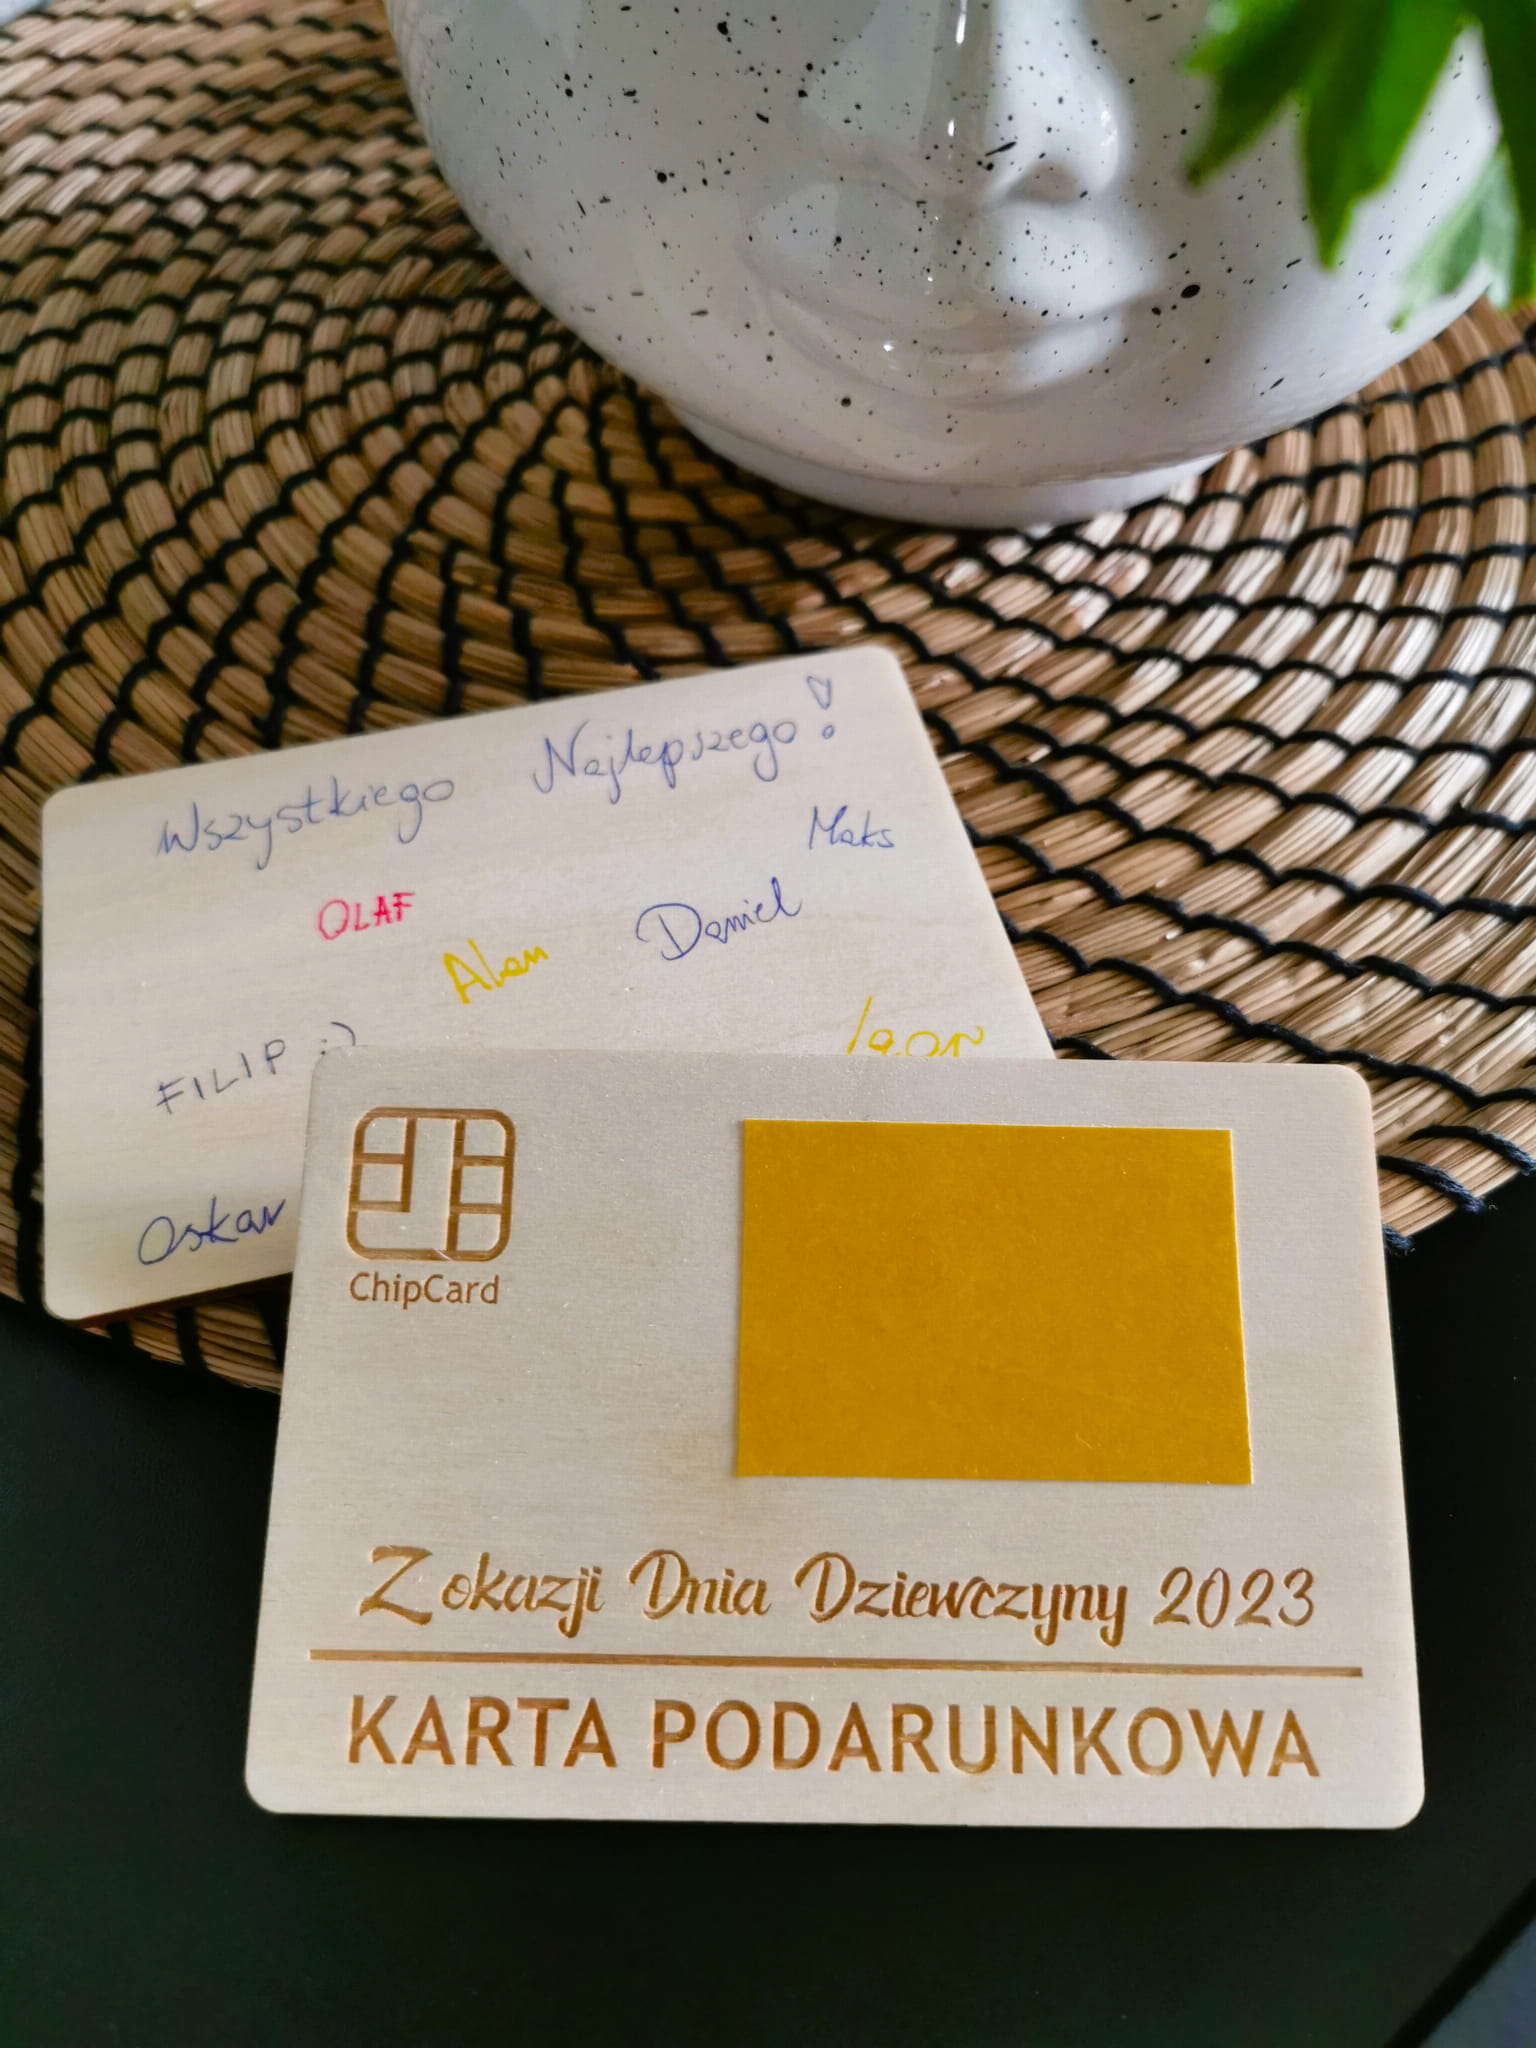 Wszystkiego Najlepszego!
Maks
OLAF
Alan
Daniel
FILIP :)
Oskar
ChipCard
Z okazji Dnia Dziewczyny 2023
KARTA PODARUNKOWA